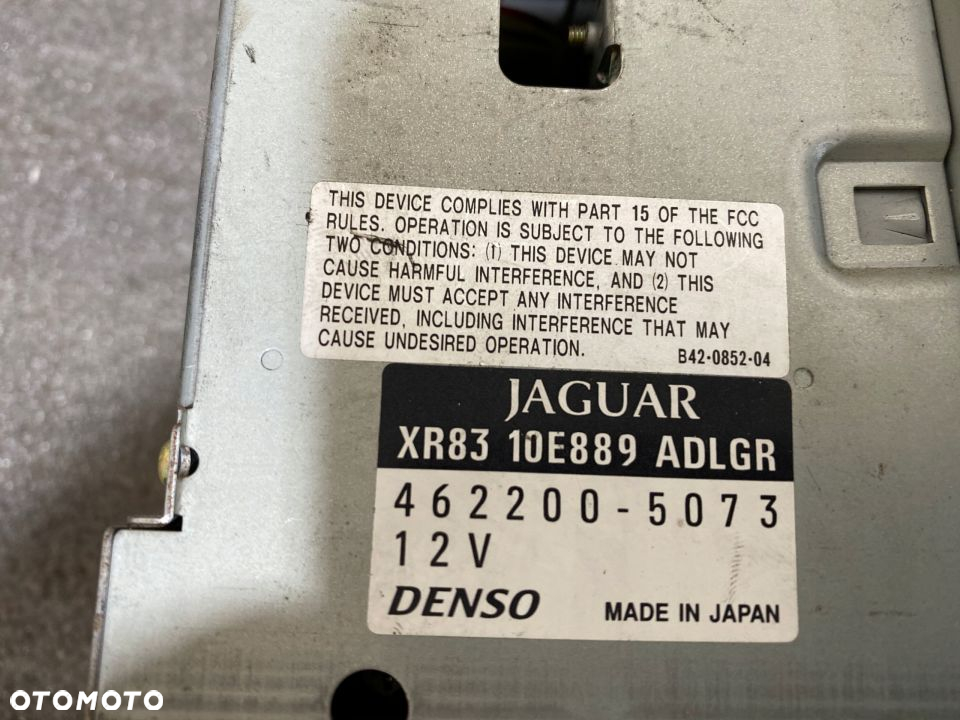 THIS DEVICE COMPLIES WITH PART 15 OF THE FCC
RULES. OPERATION IS SUBJECT TO THE FOLLOWING
TWO CONDITIONS: (1) THIS DEVICE MAY NOT
CAUSE HARMFUL INTERFERENCE, AND (2) THIS
DEVICE MUST ACCEPT ANY INTERFERENCE
RECEIVED, INCLUDING INTERFERENCE THAT MAY
CAUSE UNDESIRED OPERATION.
B42-0852-04
JAGUAR
XR83 10E889 ADLGR
462200-5073
12V
DENSO MADE IN JAPAN
OTOMOTO